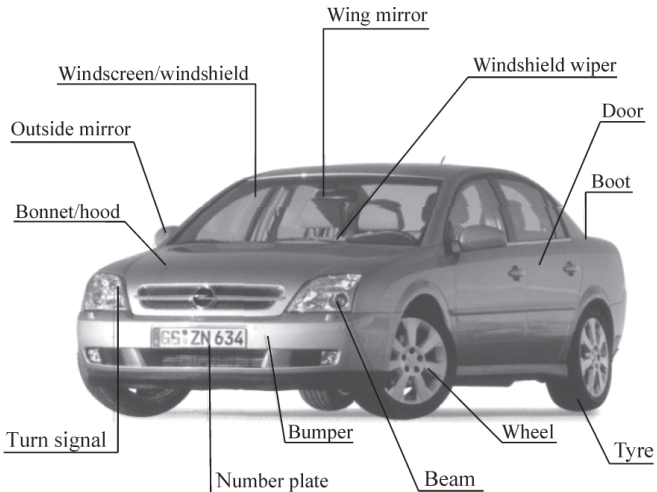 Wing mirror
Windscreen/windshield
Windshield wiper
Door
Outside mirror
Boot
Bonnet/hood
GS ZN 634
Turn signal
Bumper
Wheel
Tyre
Number plate
Beam